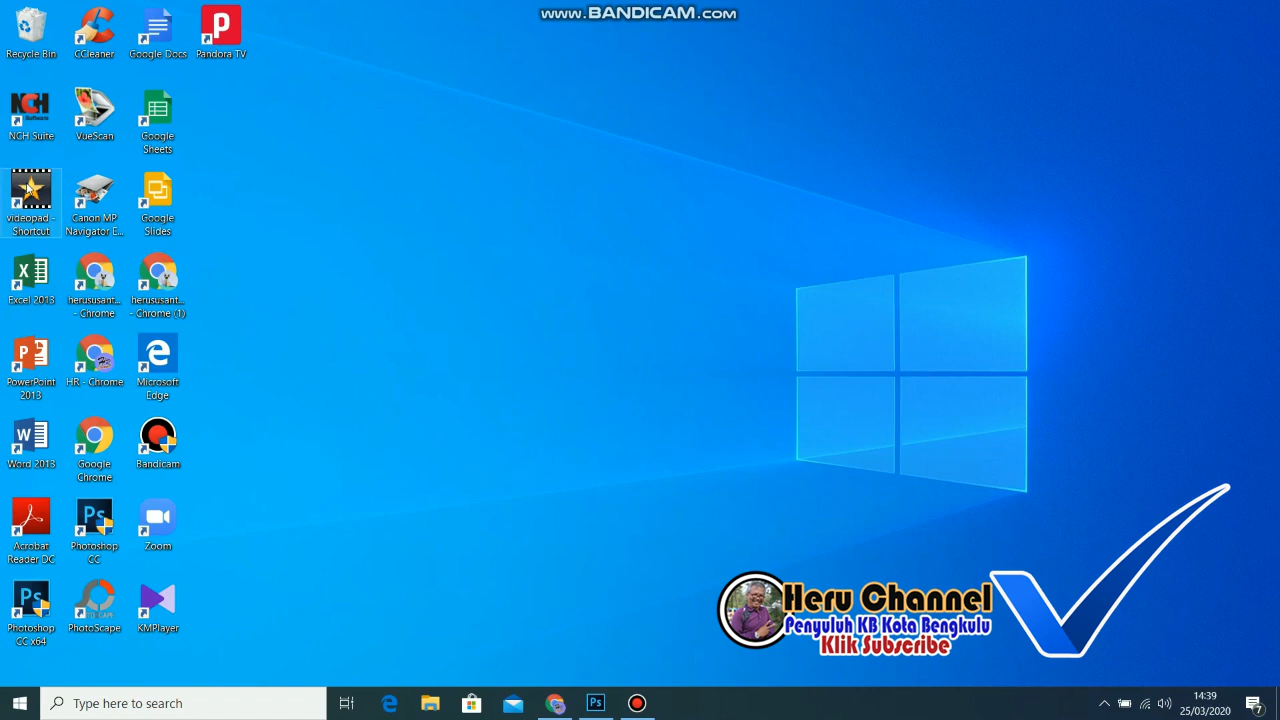 www.BANDICAM.com
Recycle Bin
CCleaner
Google Docs
Pandora TV
NCH Suite
VueScan
Google
Sheets
videopad -
Shortcut
Canon MP
Navigator E...
Google
Slides
Excel 2013
herususant...
- Chrome
herususant...
- Chrome (1)
PowerPoint
2013
HR - Chrome
Microsoft
Edge
Word 2013
Google
Chrome
Bandicam
Acrobat
Reader DC
Photoshop
CC
Zoom
Photoshop
CC x64
PhotoScape
KMPlayer
Heru Channel
Penyuluh KB Kota Bengkulu
Klik Subscribe
Type here to search
14:39
25/03/2020
7